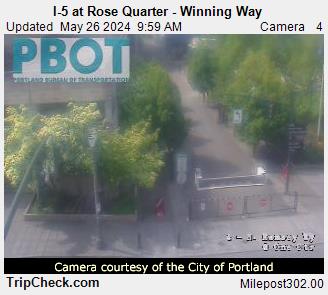 I-5 at Rose Quarter - Winning Way
Updated May 26 2024 9:59 AM Camera 4
PBOT
PORTLAND BUREAU OF TRANSPORTATION
Camera courtesy of the City of Portland
TripCheck.com Milepost302.00